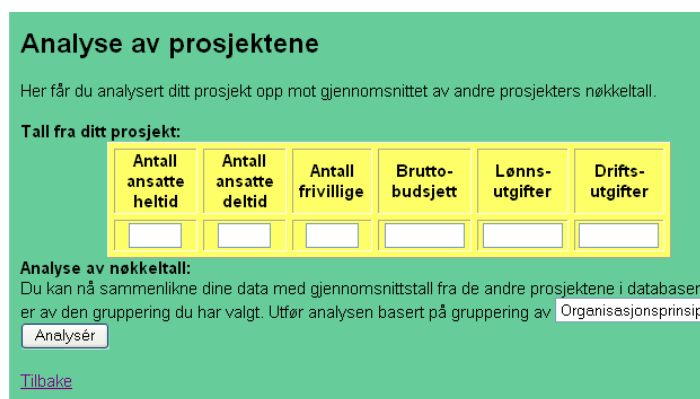 Analyse av prosjektene
Her får du analysert ditt prosjekt opp mot gjennomsnittet av andre prosjekters nøkkeltall.
Tall fra ditt prosjekt:
Antall ansatte heltid
Antall ansatte deltid
Antall frivillige
Brutto-budsjett
Lønns-utgifter
Drifts-utgifter
Analyse av nøkkeltall:
Du kan nå sammenlikne dine data med gjennomsnittstall fra de andre prosjektene i databaser
er av den gruppering du har valgt. Utfør analysen basert på gruppering av Organisasjonsprinsip
Analysér
Tilbake